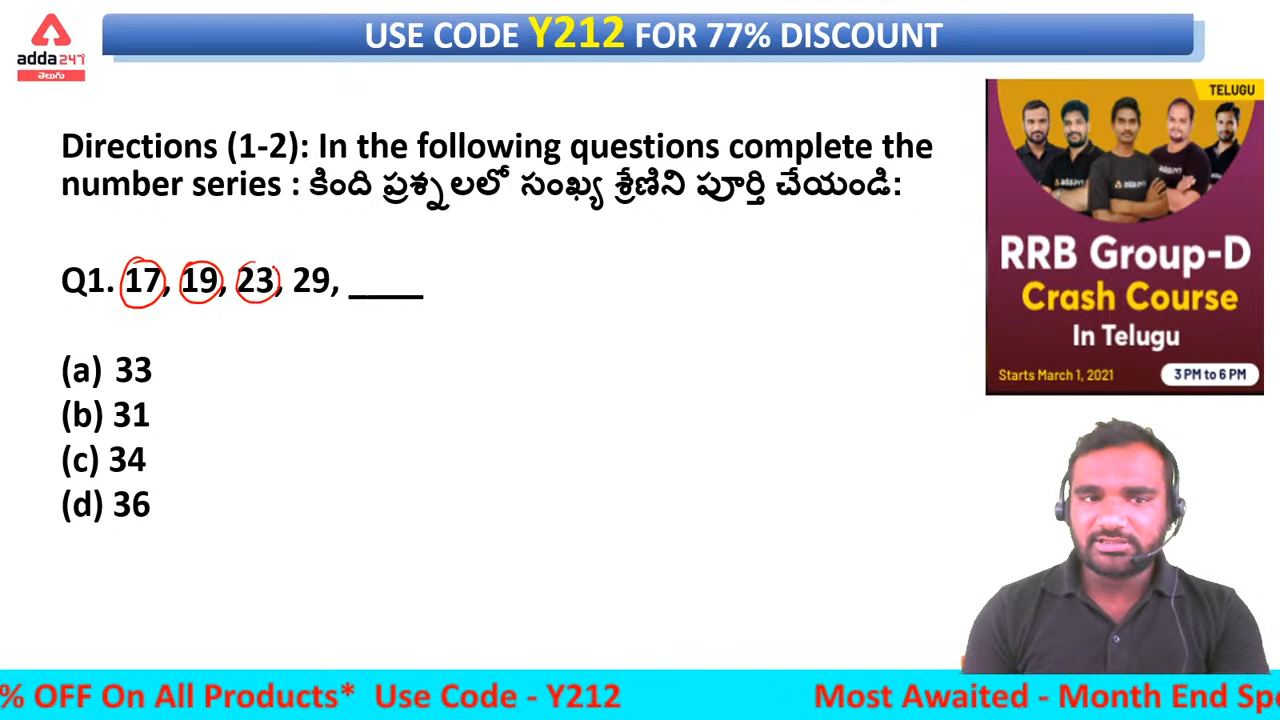 USE CODE Y212 FOR 77% DISCOUNT
adda247
తెలుగు
TELUGU
Directions (1-2): In the following questions complete the
number series : కింది ప్రశ్నలలో సంఖ్య శ్రేణిని పూర్తి చేయండి:
Q1. 17, 19, 23, 29, ____
(a) 33
(b) 31
(c) 34
(d) 36
RRB Group-D
Crash Course
In Telugu
Starts March 1, 2021
3 PM to 6 PM
% OFF On All Products* Use Code - Y212
Most Awaited - Month End Spe